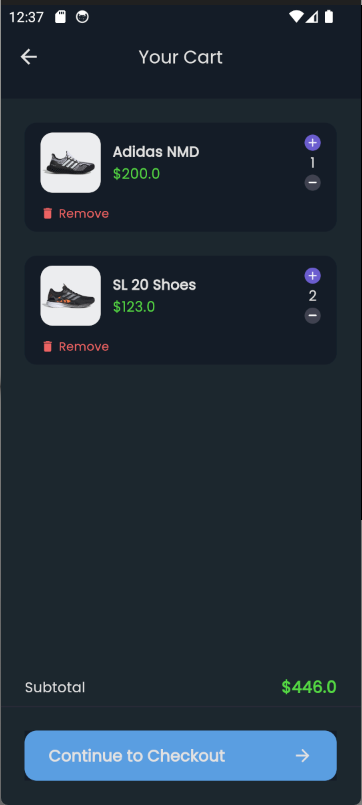 12:37
Your Cart
Adidas NMD
$200.0
1
Remove
SL 20 Shoes
$123.0
2
Remove
Subtotal
$446.0
Continue to Checkout